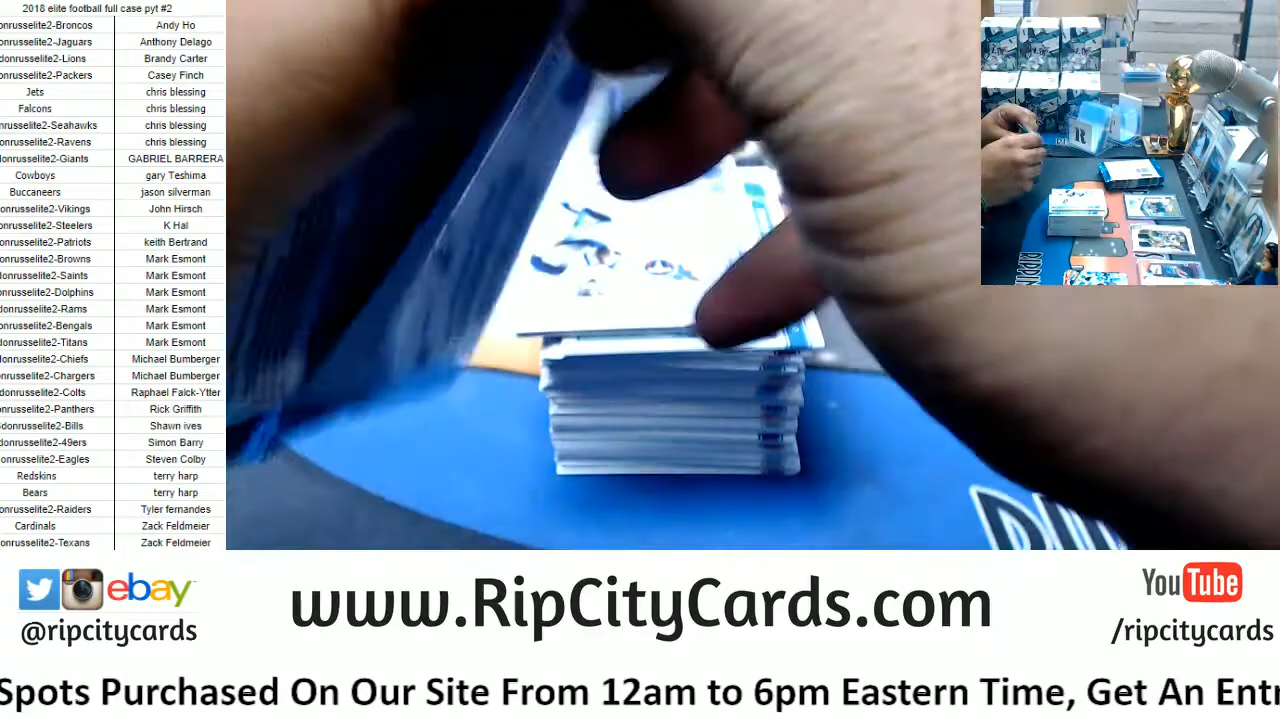 2018 elite football full case pyt #2
onrusselite2-Broncos Andy Ho
donrusselite2-Jaguars Anthony Delago
donrusselite2-Lions Brandy Carter
donrusselite2-Packers Casey Finch
Jets chris blessing
Falcons chris blessing
nrusselite2-Seahawks chris blessing
onrusselite2-Ravens chris blessing
donrusselite2-Giants GABRIEL BARRERA
Cowboys gary Teshima
Buccaneers jason silverman
onrusselite2-Vikings John Hirsch
onrusselite2-Steelers K Hal
onrusselite2-Patriots keith Bertrand
onrusselite2-Browns Mark Esmont
donrusselite2-Saints Mark Esmont
onrusselite2-Dolphins Mark Esmont
donrusselite2-Rams Mark Esmont
onrusselite2-Bengals Mark Esmont
donrusselite2-Titans Mark Esmont
onrusselite2-Chiefs Michael Bumberger
nrusselite2-Chargers Michael Bumberger
donrusselite2-Colts Raphael Falck-Ytter
nrusselite2-Panthers Rick Griffith
donrusselite2-Bills Shawn ives
donrusselite2-49ers Simon Barry
onrusselite2-Eagles Steven Colby
Redskins terry harp
Bears terry harp
onrusselite2-Raiders Tyler fernandes
Cardinals Zack Feldmeier
onrusselite2-Texans Zack Feldmeier
RIPPIN
ebay
@ripcitycards
www.RipCityCards.com
YouTube
/ripcitycards
Spots Purchased On Our Site From 12am to 6pm Eastern Time, Get An Entr